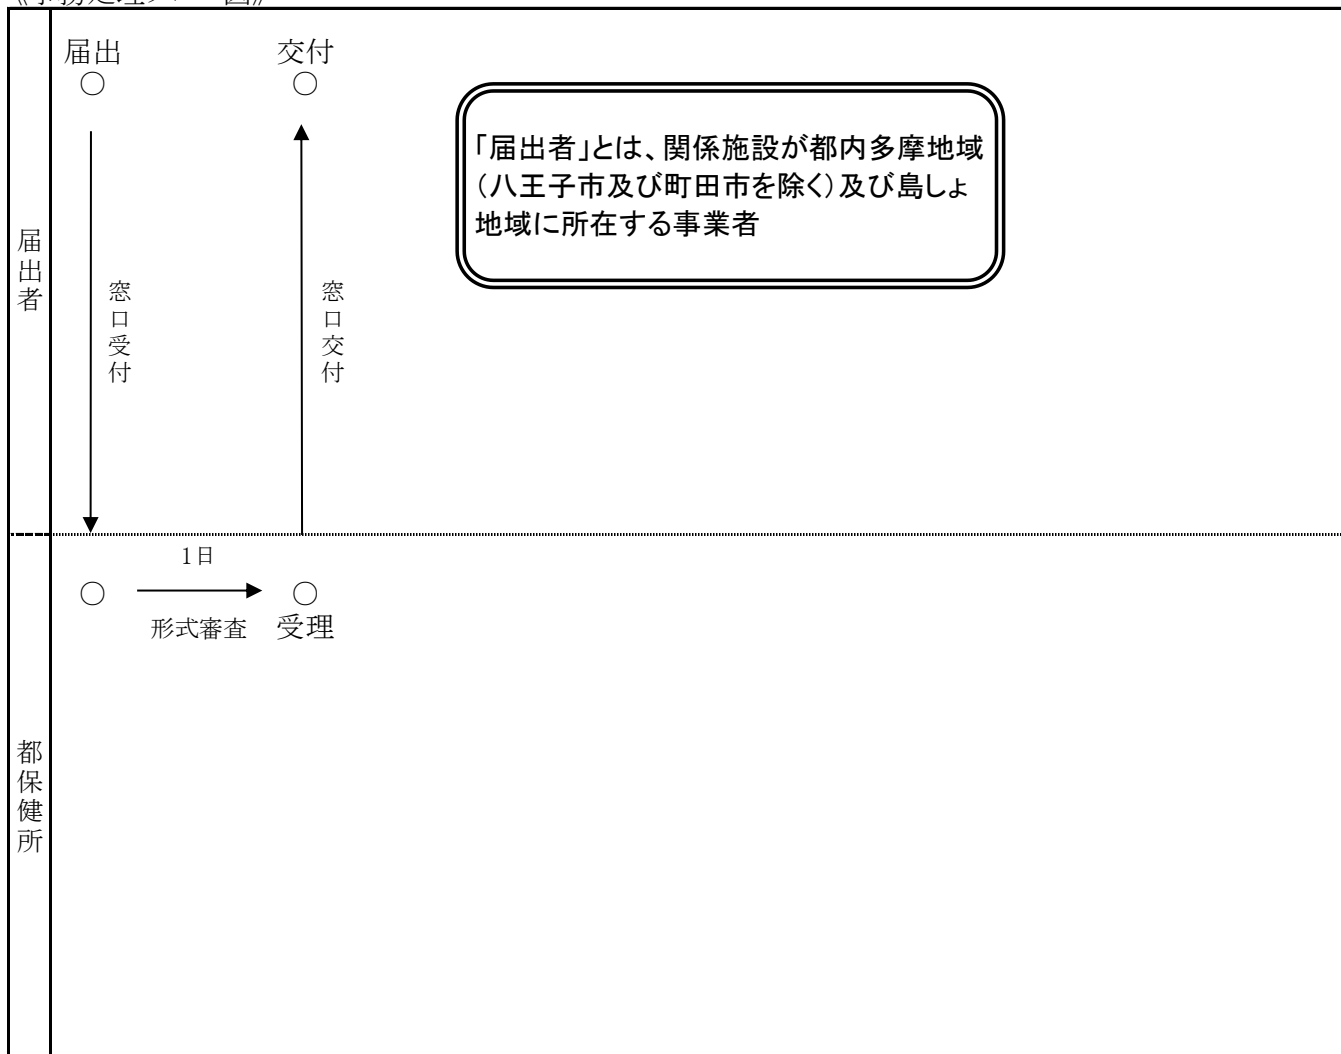 届出
交付
「届出者」とは、関係施設が都内多摩地域
(八王子市及び町田市を除く)及び島しょ
地域に所在する事業者
届出者
窓口受付
窓口交付
1日
形式審査
受理
都保健所